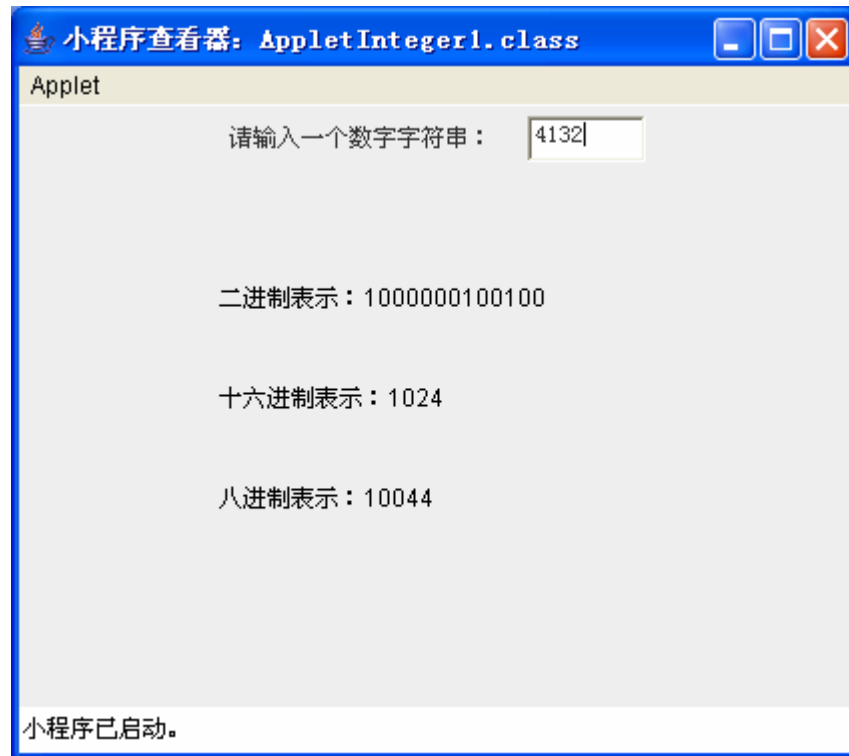 小程序查看器：AppletInteger1.class
Applet
请输入一个数字字符串： 4132
二进制表示：1000000100100
十六进制表示：1024
八进制表示：10044
小程序已启动。